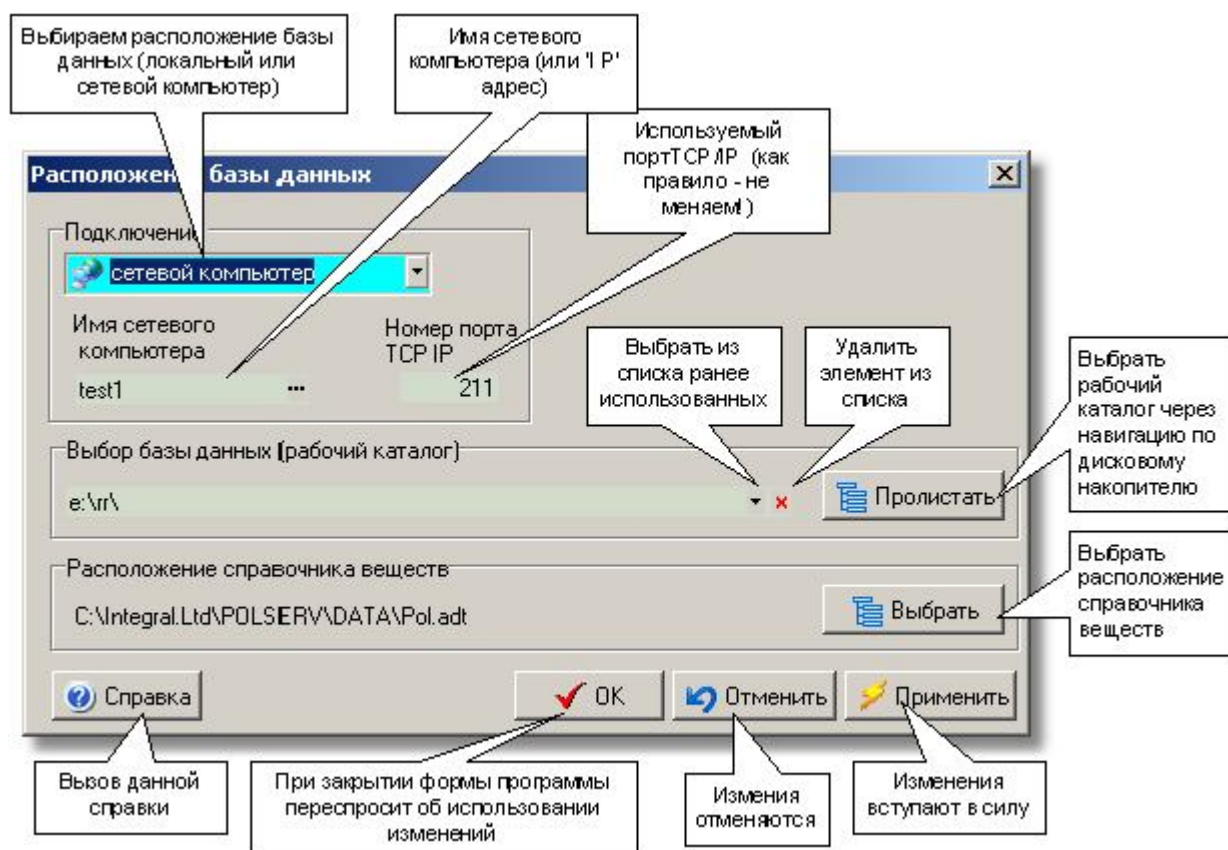 Выбираем расположение базы
данных (локальный или
сетевой компьютер)
Имя сетевого
компьютера (или 'I P'
адрес)
Используемый
портTCP/IP (как
правило - не
меняем! )
Расположен базы данных
Подключени
сетевой компьютер
Имя сетевого
компьютера
Номер порта
TCP IP
test1 ...
211
Выбрать из
списка ранее
использованных
Удалить
элемент из
списка
Выбрать
рабочий
каталог через
навигацию по
дисковому
накопителю
Выбор базы данных (рабочий каталог)
e:\rr\
Пролистать
Расположение справочника веществ
C:\Integral.Ltd\POLSERV\DATA\Pol.adt
Выбрать
Выбрать
расположение
справочника
веществ
Справка
OK
Отменить
Применить
Вызов данной
справки
При закрытии формы программы
переспросит об использовании
изменений
Измения
отменяются
Изменения
вступают в силу